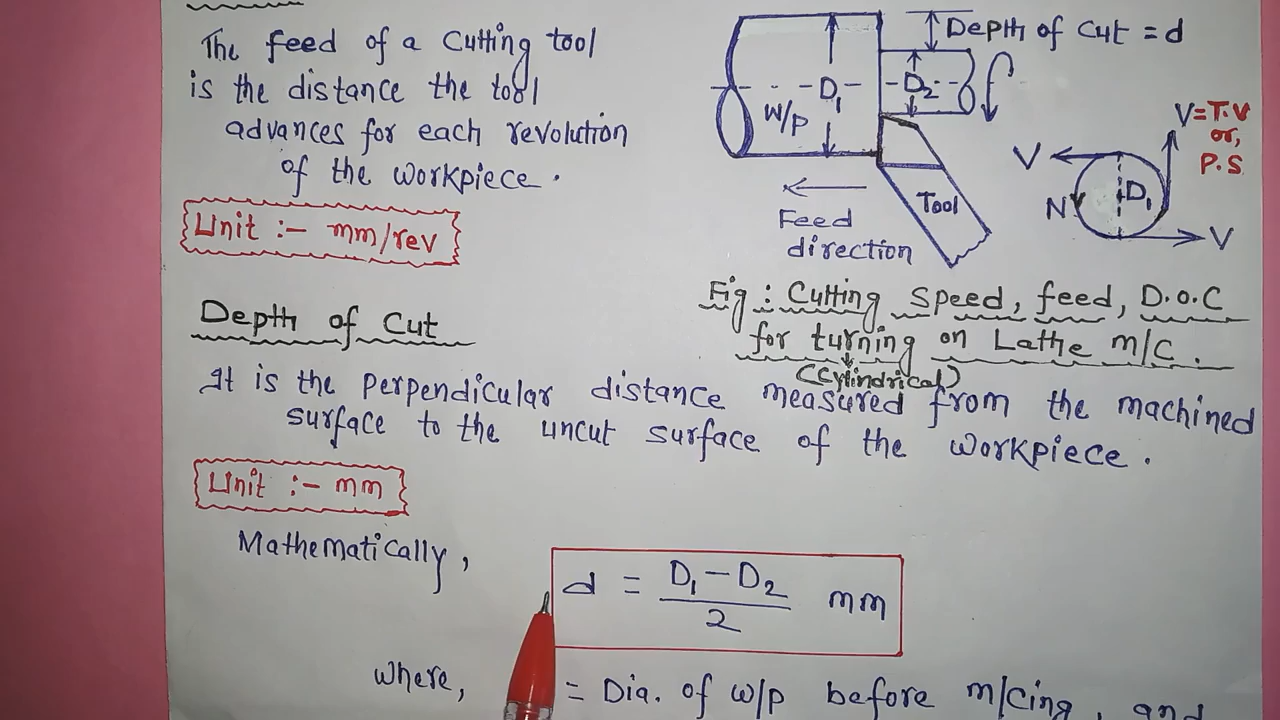 The feed of a Cutting tool
is the distance the tool
advances for each revolution
of the workpiece.
Unit :- mm/rev
Depth of Cut = d
D1
D2
W/P
Tool
Feed
direction
V=T.V
or,
P.S
V
N
D1
V
Fig : Cutting Speed, feed, D.O.C
for turning on Lathe m/c.
(Cylindrical)
Depth of Cut
It is the perpendicular distance measured from the machined
surface to the uncut surface of the workpiece.
Unit :- mm
Mathematically,
d = D1 - D2 / 2 mm
where, = Dia. of w/p before m/cing, and